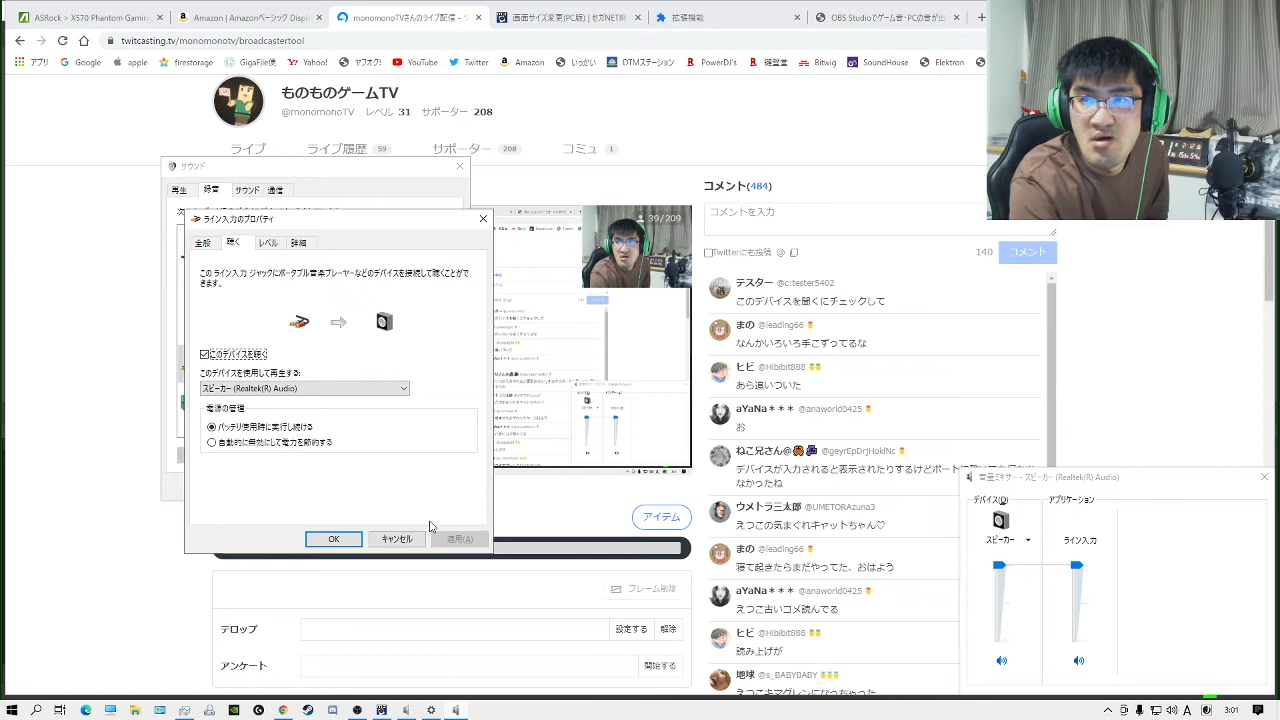 ASRock > X570 Phantom Gamin
Amazon | Amazonベーシック Displ
monomonoTVさんのライブ配信 - ツ
画面サイズ変更(PC版) | セガNET麻
拡張機能
OBS Studioでゲーム音・PCの音が出
twitcasting.tv/monomonotv/broadcastertool
アプリ
Google
apple
firestorage
GigaFile便
Yahoo!
ヤフオク!
YouTube
Twitter
Amazon
いっかい
DTMステーション
PowerDJ's
Bitwig
SoundHouse
Elektron
ものものゲームTV
@monomonoTV レベル 31 サポーター 208
ライブ
ライブ履歴 59
サポーター 208
コミュ 1
サウンド
再生
録音
サウンド
通信
ライン入力のプロパティ
全般
聴く
レベル
詳細
この ライン入力 ジャックにポータブル音楽プレーヤーなどのデバイスを接続して聴くことがで
きます。
このデバイスを聴く
このデバイスを使用して再生する:
スピーカー (Realtek(R) Audio)
電源の管理
バッテリ使用時に実行し続ける
自動的に無効にして電力を節約する
OK
キャンセル
適用(A)
39/209
コメント(484)
コメントを入力
Twitterにも投稿 @
140
コメント
テスター @c:tester5402
このデバイスを聞くにチェックして
まの @leading66
なんかいろいろ手こずってるな
ヒビ @Hibibit888
あら追いついた
aYaNa＊＊＊ @anaworld0425
お
ねこ兄さん@ @geyrEpDrjHoklNc
なかったね
ウメトラ三太郎 @UMETORAzuna3
えつこの気まぐれキャットちゃん♡
まの @leading66
寝て起きたらまだやってた、おはよう
aYaNa＊＊＊ @anaworld0425
えつこ古いコメ読んでる
ヒビ @Hibibit888
読み上げが
地球 @s_BABYBABY
アイテム
フレーム削除
テロップ
設定する
解除
アンケート
開始する
音量ミキサー - スピーカー (Realtek(R) Audio)
デバイス(D)
アプリケーション
スピーカー
ライン入力
A
3:01